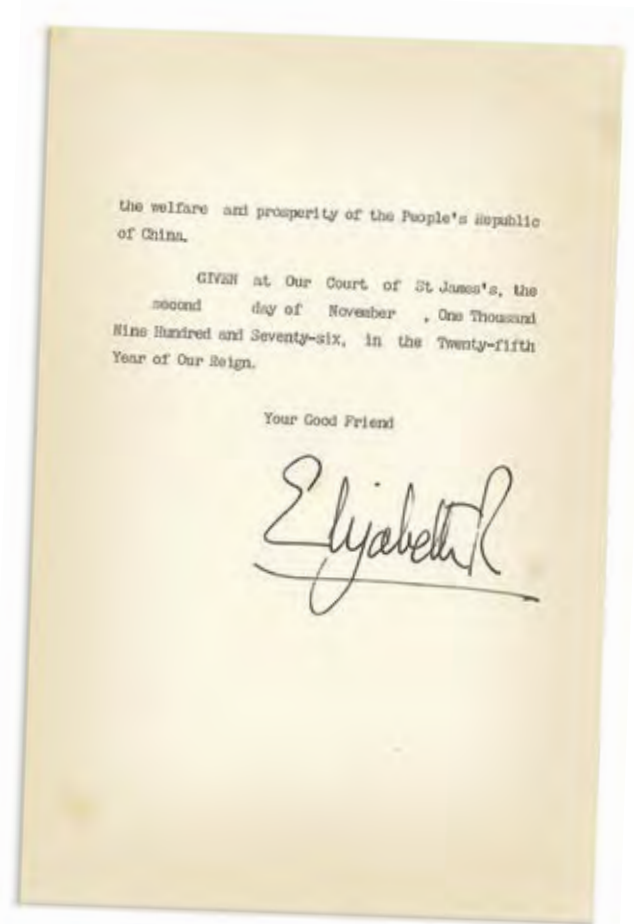 the welfare and prosperity of the People's Republic
of China.
GIVEN at Our Court of St James's, the
second day of November , One Thousand
Nine Hundred and Seventy-six, in the Twenty-fifth
Year of Our Reign.
Your Good Friend
Elizabeth R